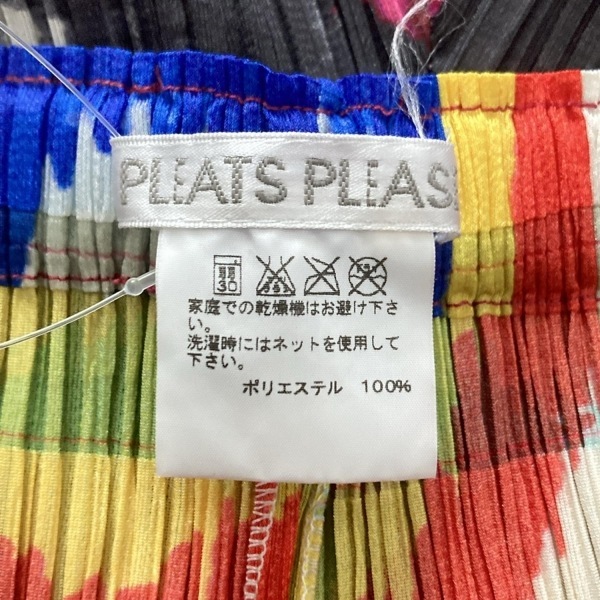 PLEATS PLEAS
弱 30
家庭での乾燥機はお避け下さ
い。
洗濯時にはネットを使用して
下さい。
ポリエステル 100%